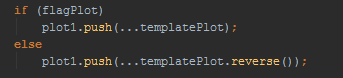 if (flagPlot)
    plot1.push(...templatePlot);
else
    plot1.push(...templatePlot.reverse());